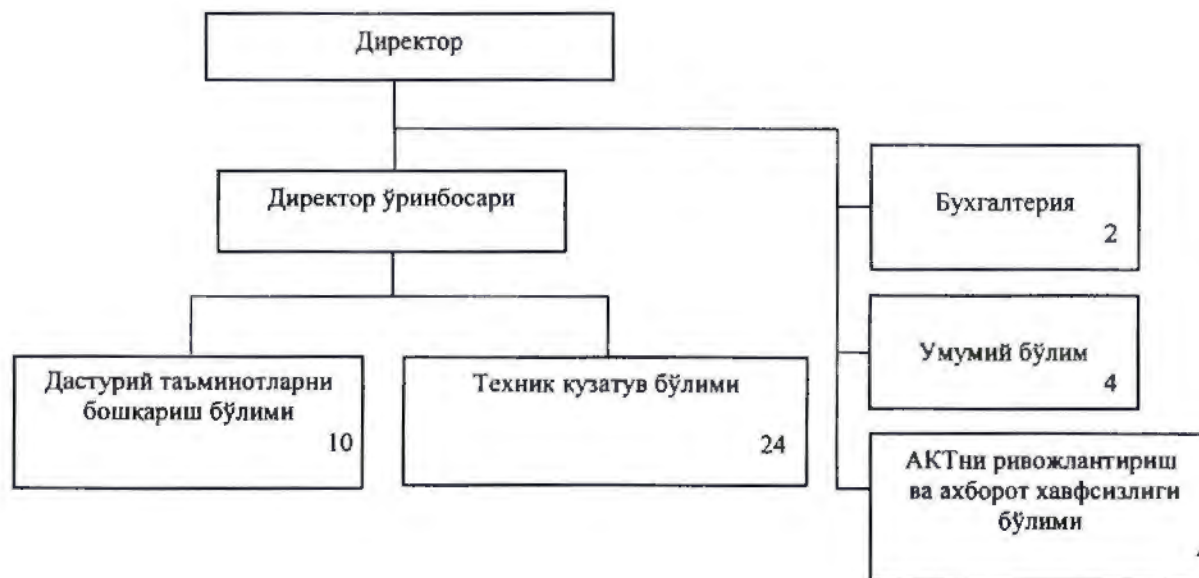 Директор
Директор ўринбосари
Бухгалтерия
2
Умумий бўлим
4
Дастурий таъминотларни
бошқариш бўлими
10
Техник кузатув бўлими
24
АКТни ривожлантириш
ва ахборот хавфсизлиги
бўлими